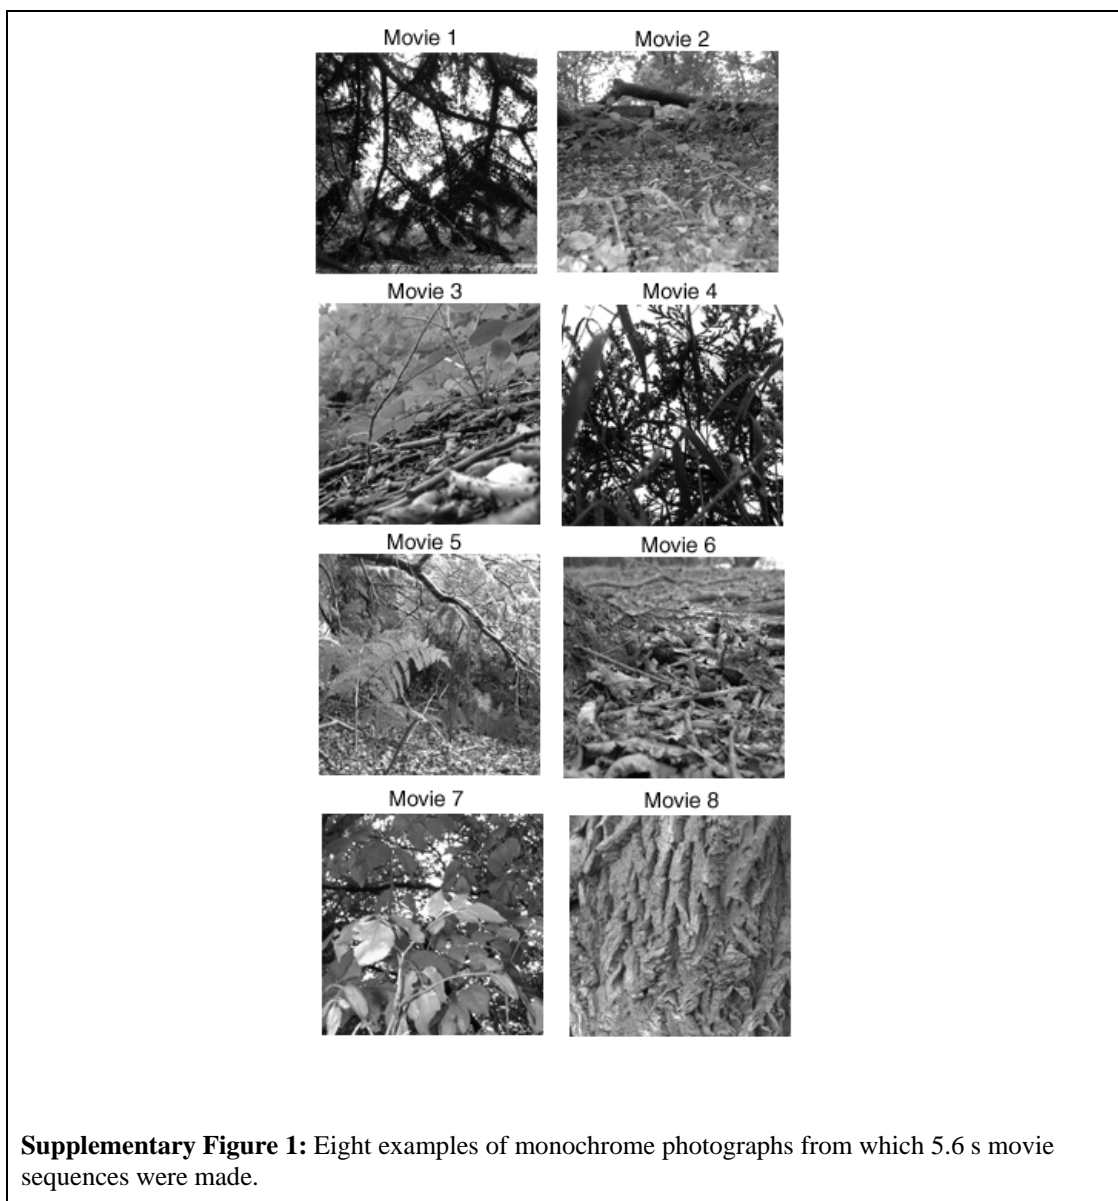 Movie 1
Movie 2
Movie 3
Movie 4
Movie 5
Movie 6
Movie 7
Movie 8
Supplementary Figure 1: Eight examples of monochrome photographs from which 5.6 s movie
sequences were made.